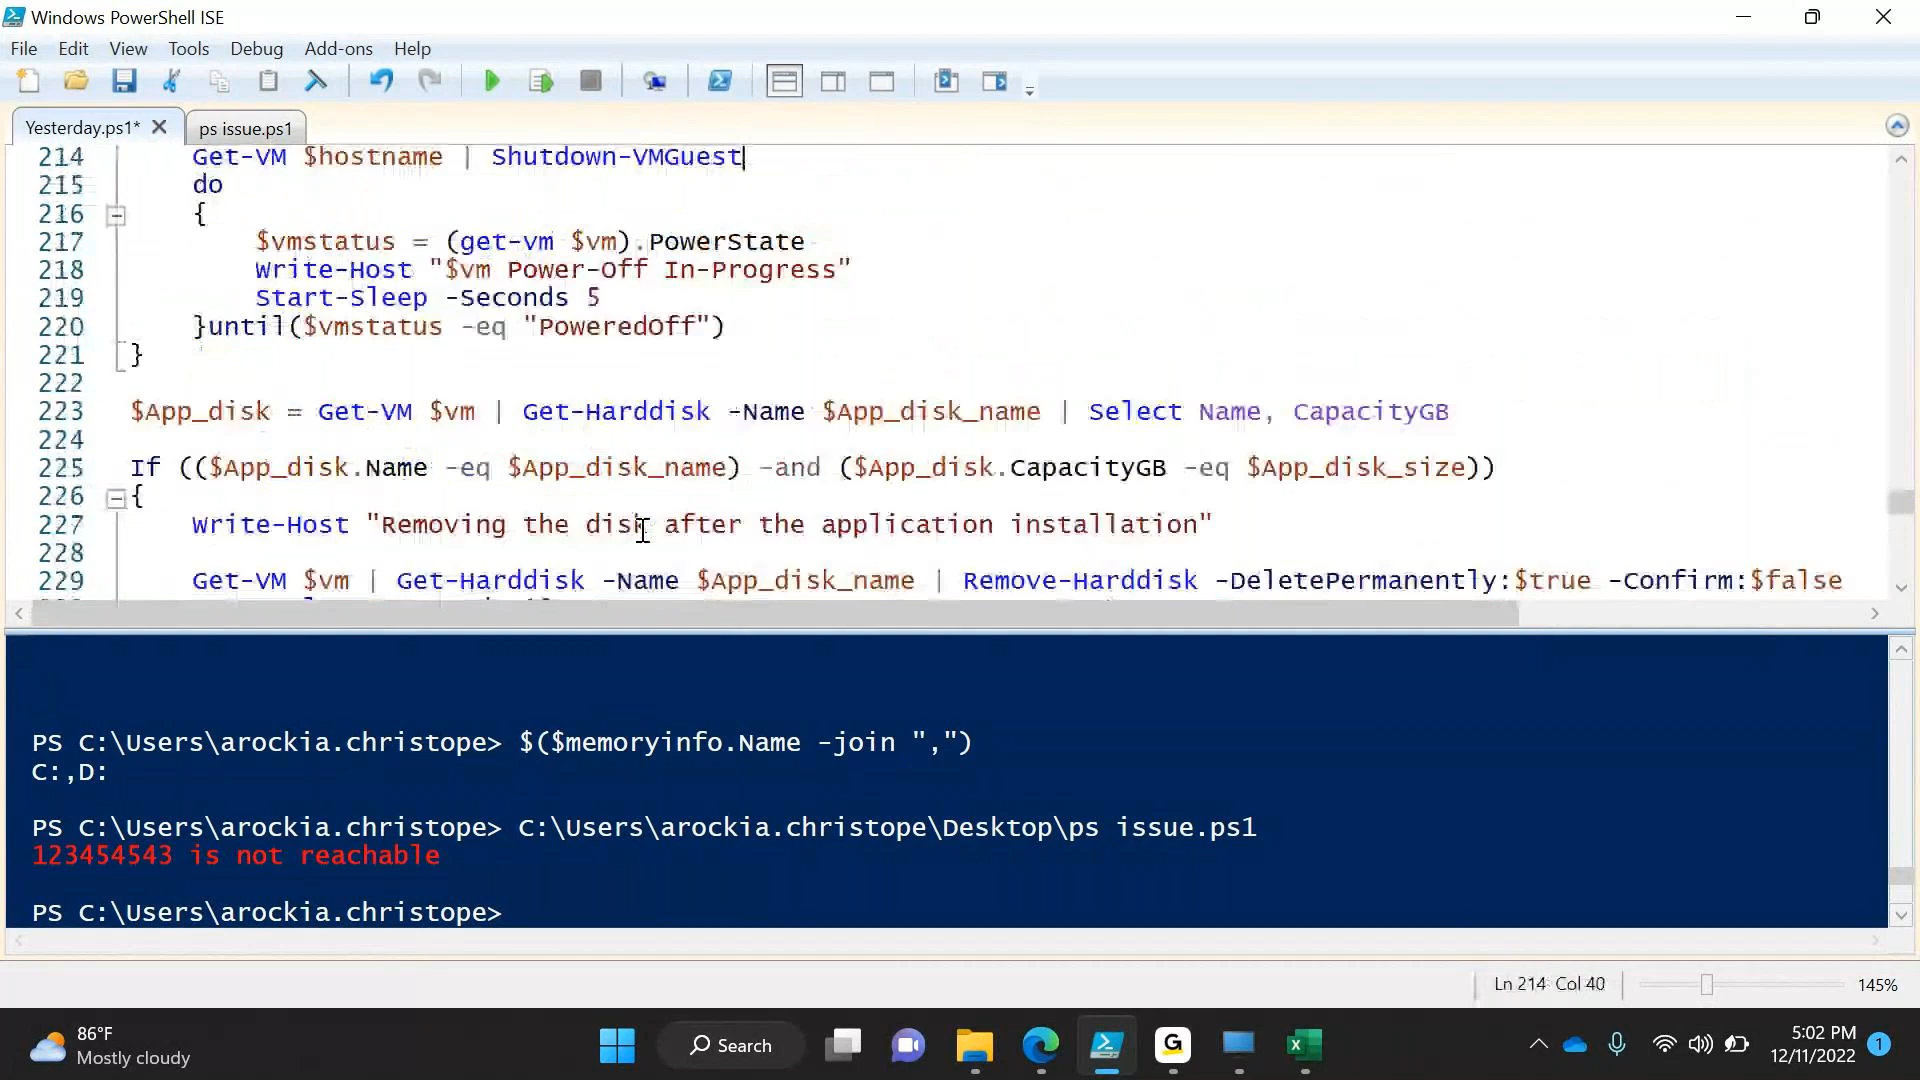 Windows PowerShell ISE
File Edit View Tools Debug Add-ons Help
Yesterday.ps1* ps issue.ps1
214 Get-VM $hostname | Shutdown-VMGuest
215 do
216 {
217 $vmstatus = (get-vm $vm).PowerState
218 Write-Host "$vm Power-Off In-Progress"
219 Start-Sleep -Seconds 5
220 }until($vmstatus -eq "PoweredOff")
221 }
222
223 $App_disk = Get-VM $vm | Get-Harddisk -Name $App_disk_name | Select Name, CapacityGB
224
225 If (($App_disk.Name -eq $App_disk_name) -and ($App_disk.CapacityGB -eq $App_disk_size))
226 {
227 Write-Host "Removing the disk after the application installation"
228
229 Get-VM $vm | Get-Harddisk -Name $App_disk_name | Remove-Harddisk -DeletePermanently:$true -Confirm:$false
PS C:\Users\arockia.christope> $($memoryinfo.Name -join ",")
C:,D:
PS C:\Users\arockia.christope> C:\Users\arockia.christope\Desktop\ps issue.ps1
123454543 is not reachable
PS C:\Users\arockia.christope>
Ln 214 Col 40 145%
86°F
Mostly cloudy
Search
5:02 PM
12/11/2022
1